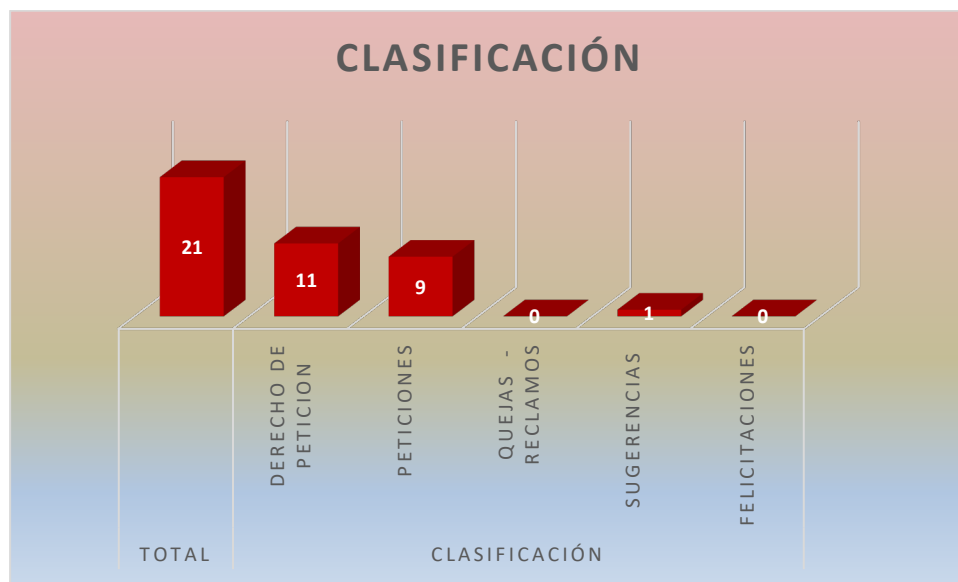 CLASIFICACIÓN
21
11
9
0
1
0
DERECHO DE
PETICION
PETICIONES
QUEJAS -
RECLAMOS
SUGERENCIAS
FELICITACIONES
TOTAL
CLASIFICACIÓN